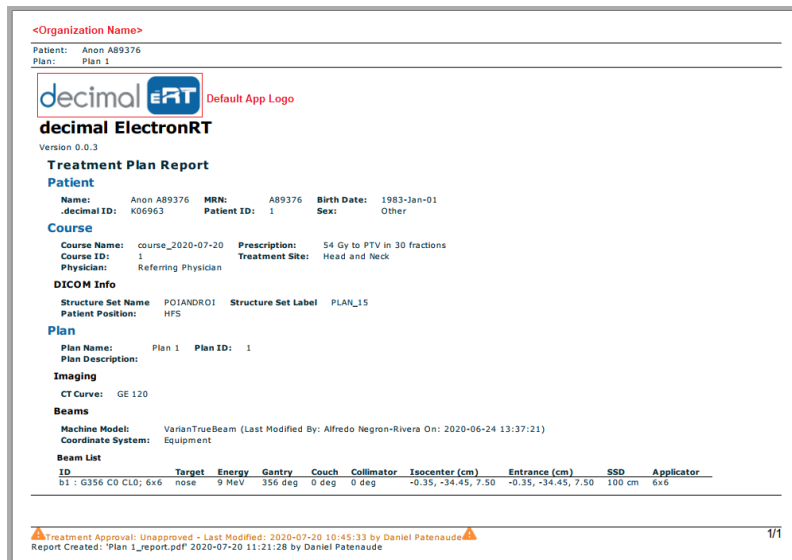 <Organization Name>
Patient: Anon A89376
Plan: Plan 1
decimal ēRT Default App Logo
decimal ElectronRT
Version 0.0.3
Treatment Plan Report
Patient
Name: Anon A89376 MRN: A89376 Birth Date: 1983-Jan-01
.decimal ID: K06963 Patient ID: 1 Sex: Other
Course
Course Name: course_2020-07-20 Prescription: 54 Gy to PTV in 30 fractions
Course ID: 1 Treatment Site: Head and Neck
Physician: Referring Physician
DICOM Info
Structure Set Name POIANDROI Structure Set Label PLAN_15
Patient Position: HFS
Plan
Plan Name: Plan 1 Plan ID: 1
Plan Description:
Imaging
CT Curve: GE 120
Beams
Machine Model: VarianTrueBeam (Last Modified By: Alfredo Negron-Rivera On: 2020-06-24 13:37:21)
Coordinate System: Equipment
Beam List
ID Target Energy Gantry Couch Collimator Isocenter (cm) Entrance (cm) SSD Applicator
b1 : G356 C0 CL0; 6x6 nose 9 MeV 356 deg 0 deg 0 deg -0.35, -34.45, 7.50 -0.35, -34.45, 7.50 100 cm 6x6
Treatment Approval: Unapproved - Last Modified: 2020-07-20 10:45:33 by Daniel Patenaude 1/1
Report Created: 'Plan 1_report.pdf' 2020-07-20 11:21:28 by Daniel Patenaude